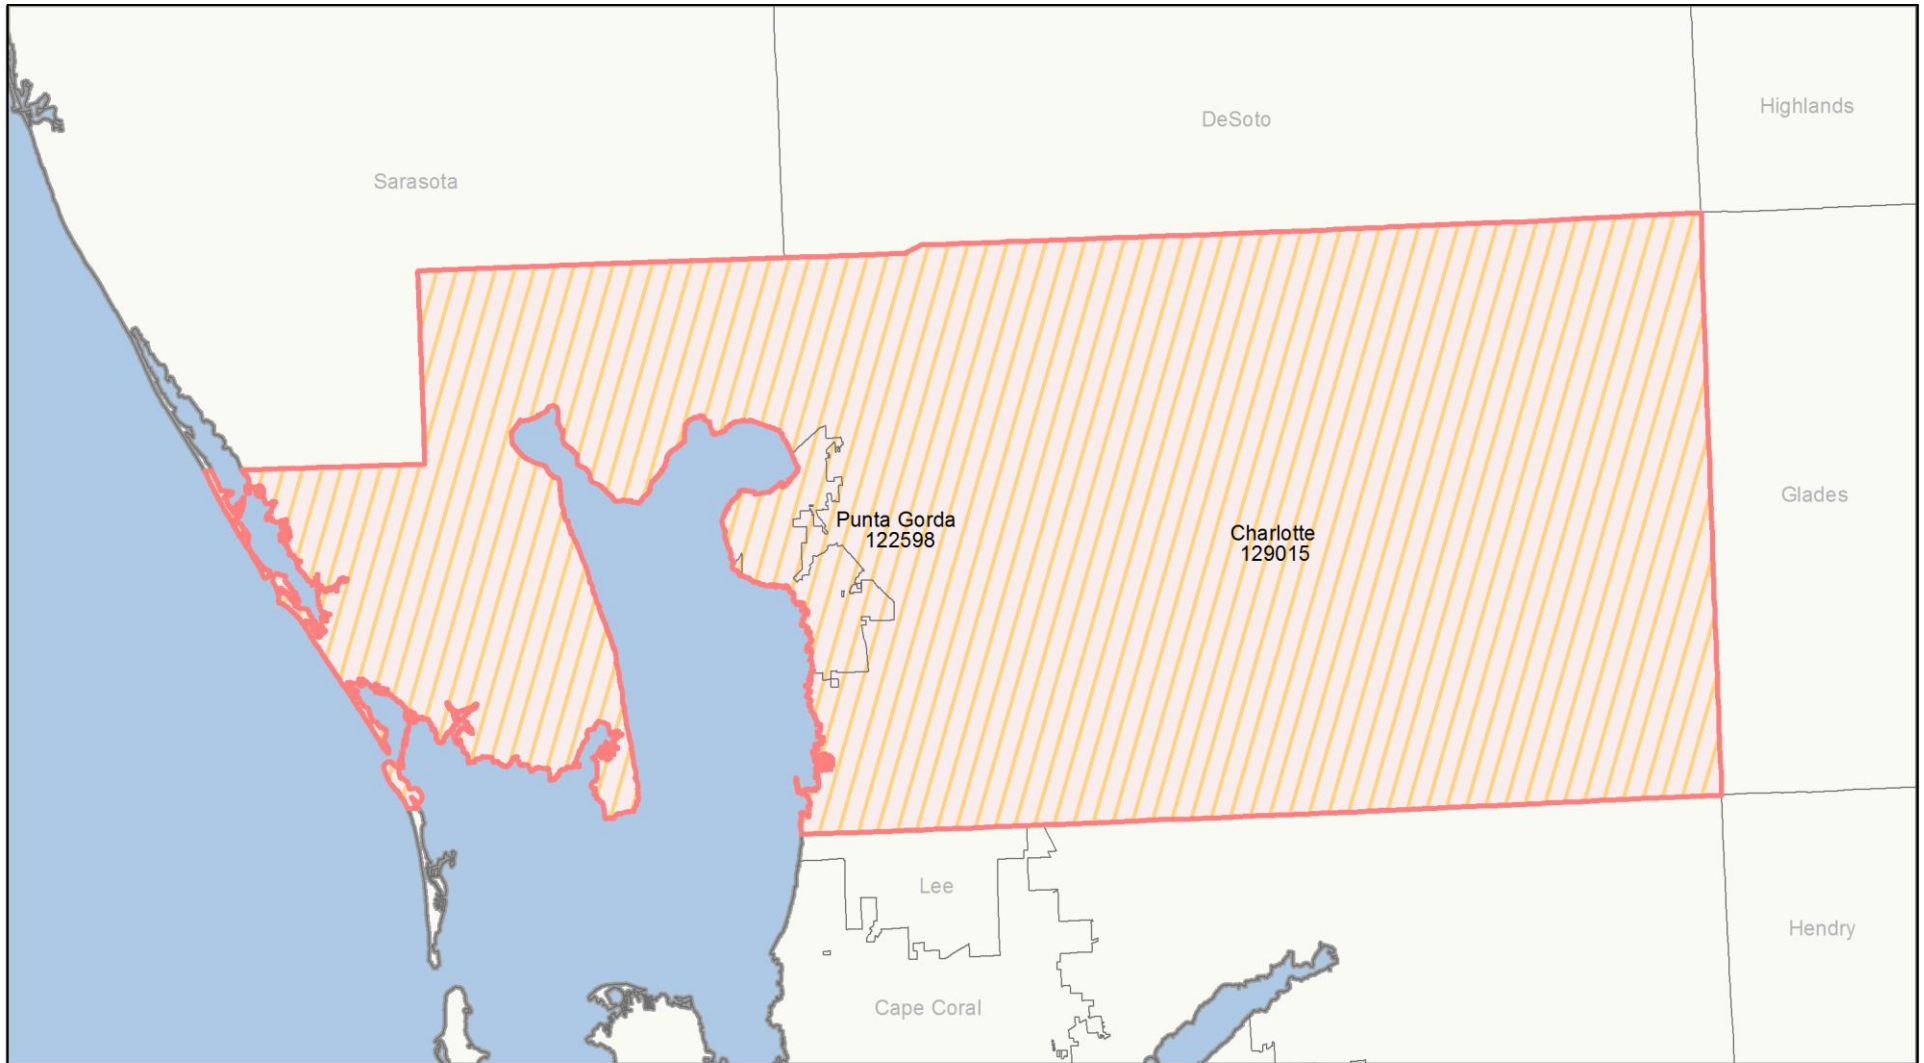 Highlands
DeSoto
Sarasota
Glades
Punta Gorda
122598
Charlotte
129015
Lee
Hendry
Cape Coral